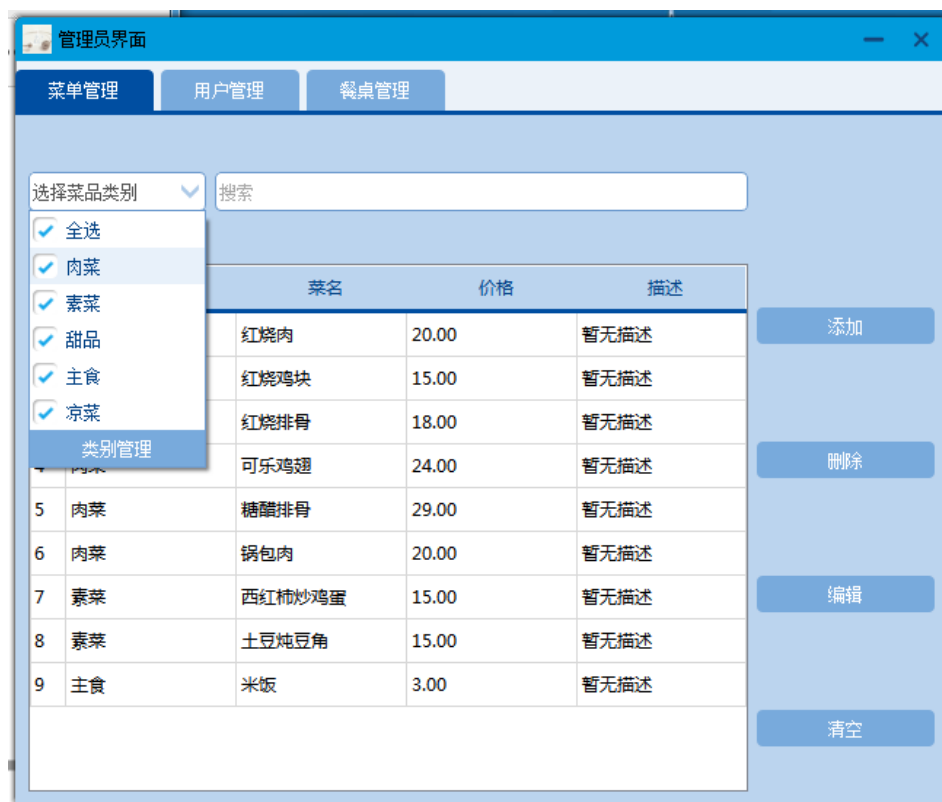 管理员界面
菜单管理 用户管理 餐桌管理
选择菜品类别 搜索
全选
肉菜
素菜
甜品
主食
凉菜
类别管理
菜名 价格 描述
红烧肉 20.00 暂无描述
添加
红烧鸡块 15.00 暂无描述
红烧排骨 18.00 暂无描述
可乐鸡翅 24.00 暂无描述
删除
5 肉菜 糖醋排骨 29.00 暂无描述
6 肉菜 锅包肉 20.00 暂无描述
7 素菜 西红柿炒鸡蛋 15.00 暂无描述
编辑
8 素菜 土豆炖豆角 15.00 暂无描述
9 主食 米饭 3.00 暂无描述
清空